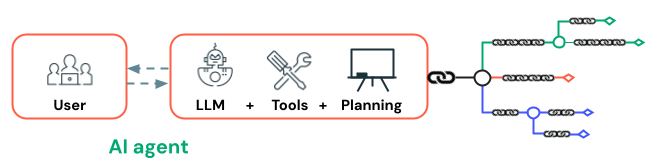 User
LLM + Tools + Planning
AI agent